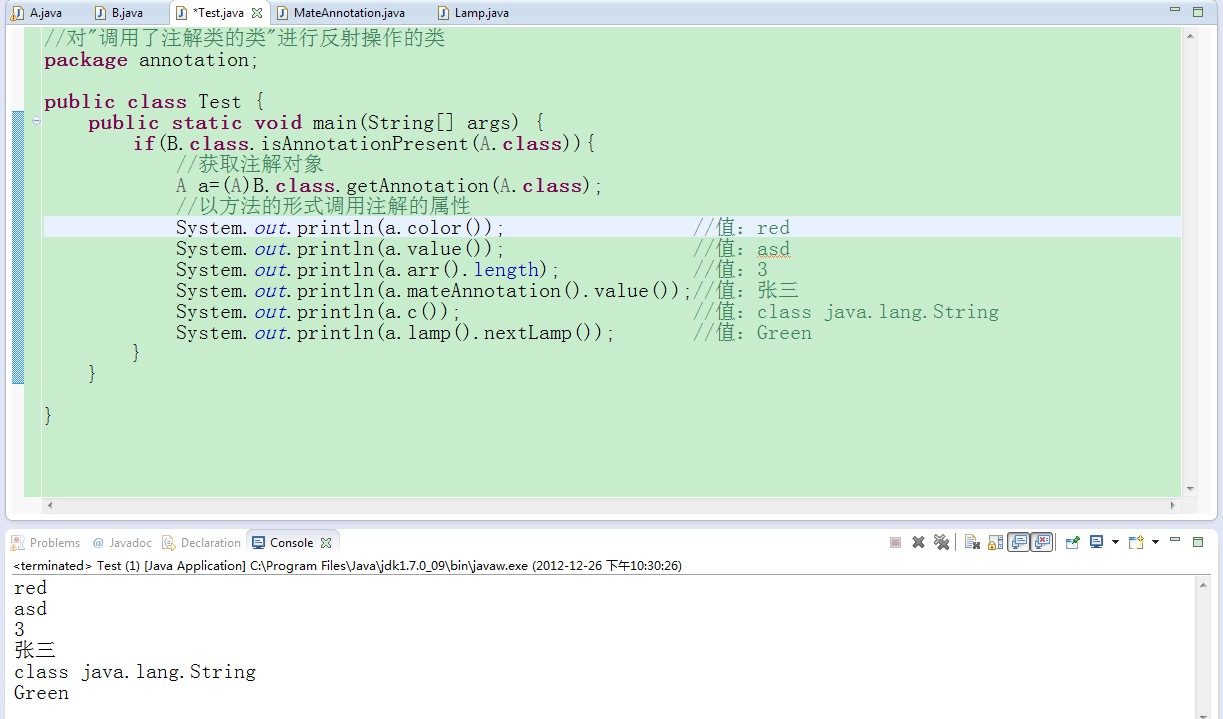 A.java B.java *Test.java MateAnnotation.java Lamp.java
//对"调用了注解类的类"进行反射操作的类
package annotation;
public class Test {
public static void main(String[] args) {
if(B.class.isAnnotationPresent(A.class)){
//获取注解对象
A a=(A)B.class.getAnnotation(A.class);
//以方法的形式调用注解的属性
System.out.println(a.color()); //值: red
System.out.println(a.value()); //值: asd
System.out.println(a.arr().length); //值: 3
System.out.println(a.mateAnnotation().value());//值: 张三
System.out.println(a.c()); //值: class java.lang.String
System.out.println(a.lamp().nextLamp()); //值: Green
}
}
}
Problems @ Javadoc Declaration Console
<terminated> Test (1) [Java Application] C:\Program Files\Java\jdk1.7.0_09\bin\javaw.exe (2012-12-26 下午10:30:26)
red
asd
3
张三
class java.lang.String
Green